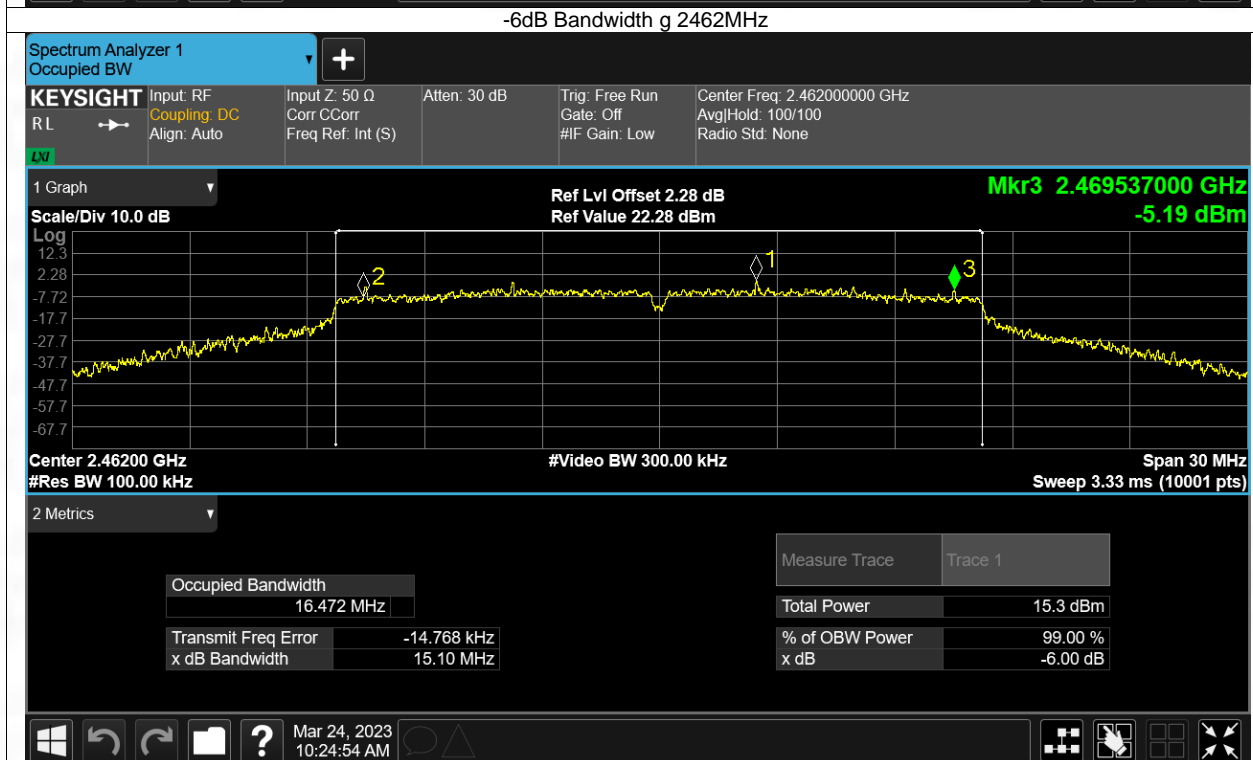 -6dB Bandwidth g 2462MHz
Spectrum Analyzer 1
Occupied BW
+
KEYSIGHT
RL
LXI
Input: RF
Coupling: DC
Align: Auto
Input Z: 50 Ω
Corr CCorr
Freq Ref: Int (S)
Atten: 30 dB
Trig: Free Run
Gate: Off
#IF Gain: Low
Center Freq: 2.462000000 GHz
Avg|Hold: 100/100
Radio Std: None
1 Graph
Scale/Div 10.0 dB
Ref Lvl Offset 2.28 dB
Ref Value 22.28 dBm
Mkr3 2.469537000 GHz
-5.19 dBm
Log
12.3
2.28
-7.72
-17.7
-27.7
-37.7
-47.7
-57.7
-67.7
2
1
3
Center 2.46200 GHz
#Res BW 100.00 kHz
#Video BW 300.00 kHz
Span 30 MHz
Sweep 3.33 ms (10001 pts)
2 Metrics
Measure Trace Trace 1
Occupied Bandwidth
16.472 MHz
Total Power 15.3 dBm
Transmit Freq Error -14.768 kHz
% of OBW Power 99.00 %
x dB Bandwidth 15.10 MHz
x dB -6.00 dB
?
Mar 24, 2023
10:24:54 AM